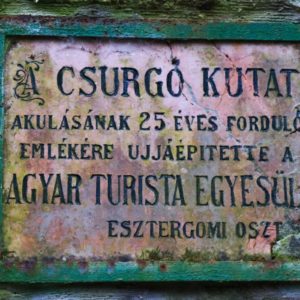 A CSURGÓ KUTAT
AKULÁSÁNAK 25 ÉVES FORDULÓ
EMLÉKÉRE UJJÁÉPITETTE A
AGYAR TURISTA EGYESÜL
ESZTERGOMI OSZT